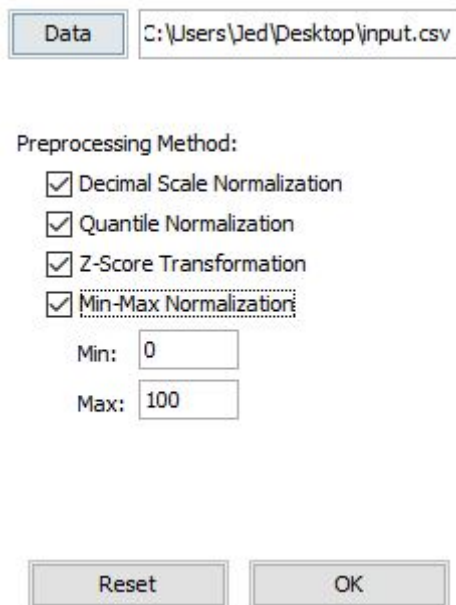 Data C:\Users\Jed\Desktop\input.csv
Preprocessing Method:
Decimal Scale Normalization
Quantile Normalization
Z-Score Transformation
Min-Max Normalization
Min: 0
Max: 100
Reset OK